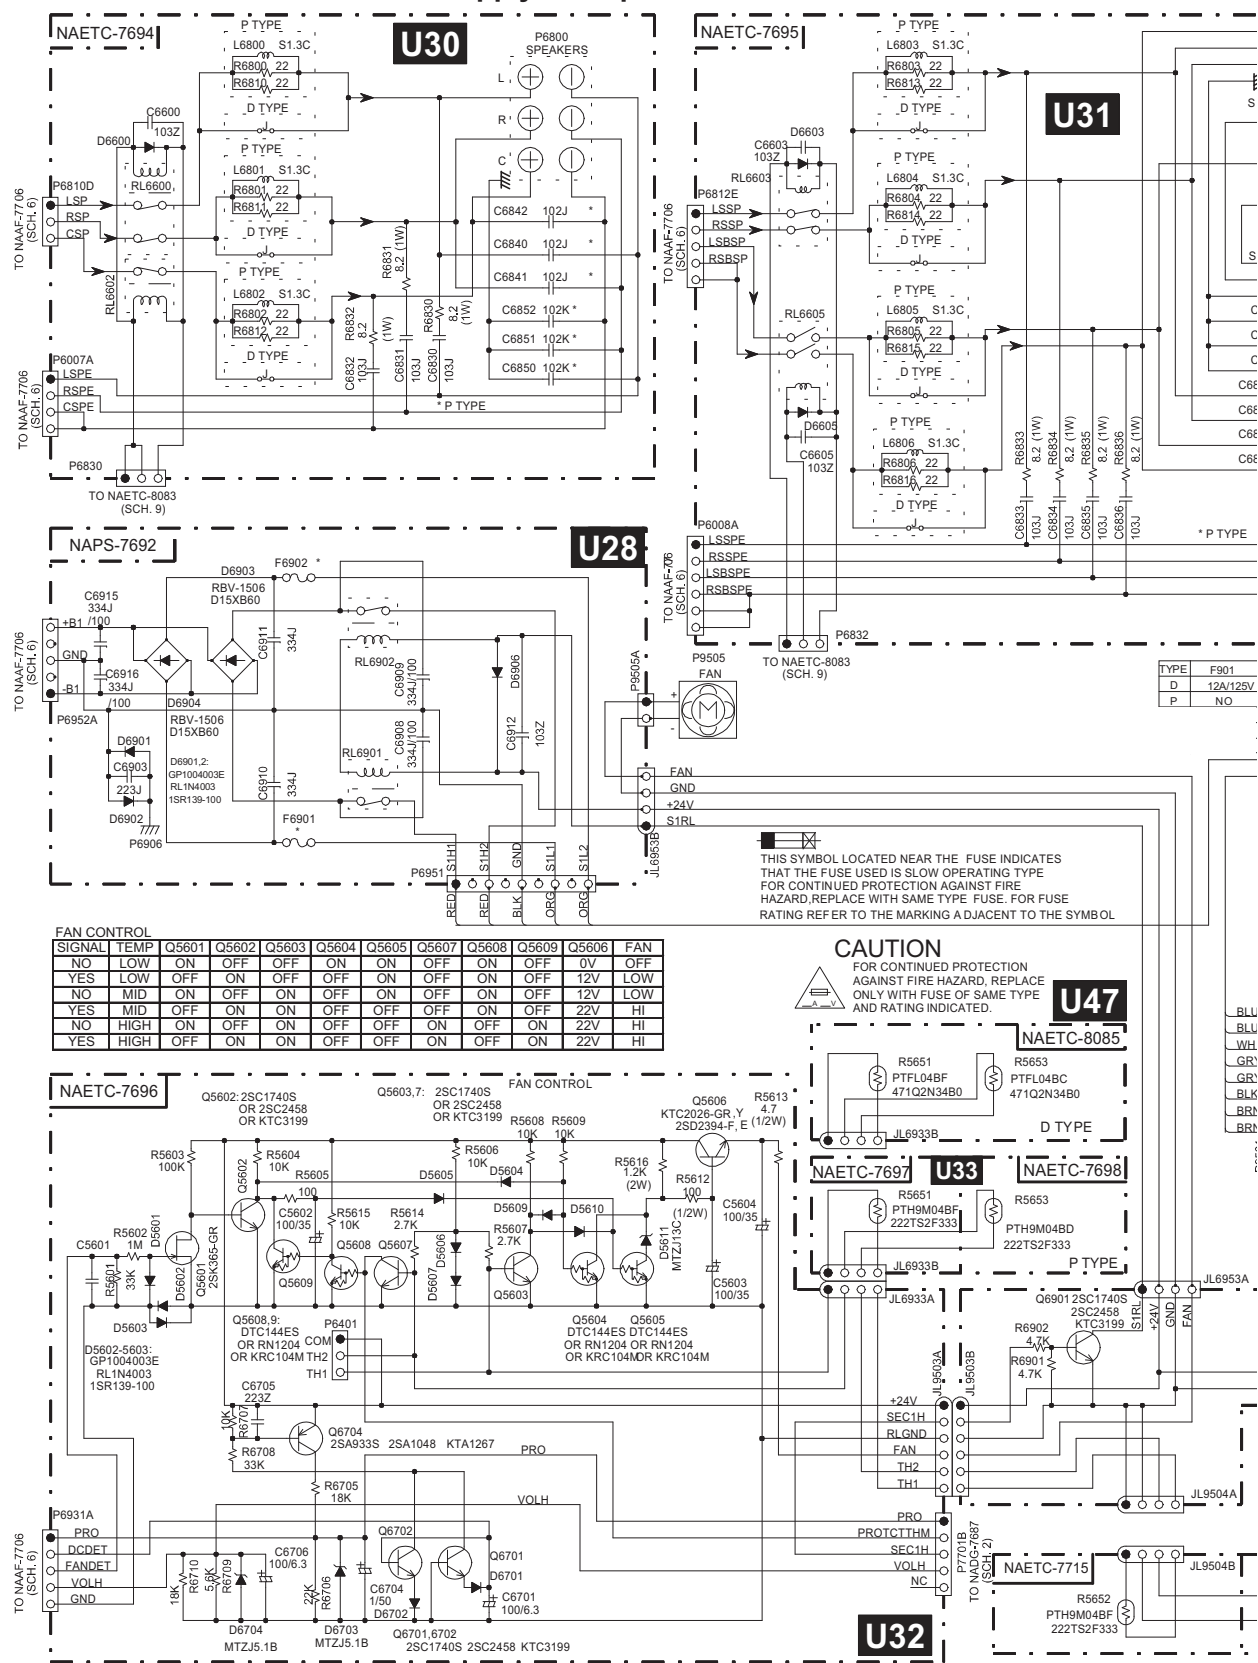 NAETC-7694
U30
P TYPE
L6800 S1.3C
R6800 22
R6810 22
D TYPE
J
P TYPE
L6801 S1.3C
R6801 22
R6811 22
D TYPE
J
P TYPE
L6802 S1.3C
R6802 22
R6812 22
D TYPE
J
P6800
SPEAKERS
L
R
C
C6600
103Z
D6600
RL6600
RL6602
P6810D
LSP
RSP
CSP
TO NAAF-7706
(SCH. 6)
P6007A
LSPE
RSPE
CSPE
TO NAAF-7706
(SCH. 6)
P6830
TO NAETC-8083
(SCH. 9)
R6831
8.2 (1W)
R6832
8.2
(1W)
R6830
8.2
(1W)
C6832
103J
C6831
103J
C6830
103J
C6842 102J *
C6840 102J *
C6841 102J *
C6852 102K *
C6851 102K *
C6850 102K *
* P TYPE
NAETC-7695
U31
P TYPE
L6803 S1.3C
R6803 22
R6813 22
D TYPE
J
P TYPE
L6804 S1.3C
R6804 22
R6814 22
D TYPE
J
P TYPE
L6805 S1.3C
R6805 22
R6815 22
D TYPE
J
P TYPE
L6806 S1.3C
R6806 22
R6816 22
D TYPE
J
D6603
C6603
103Z
RL6603
P6812E
LSSP
RSSP
LSBSP
RSBSP
TO NAAF-7706
(SCH. 6)
RL6605
D6605
C6605
103Z
P6008A
LSSPE
RSSPE
LSBSPE
RSBSPE
(SCH. 6)
P6832
TO NAETC-8083
(SCH. 9)
R6833
8.2 (1W)
R6834
8.2 (1W)
R6835
8.2 (1W)
R6836
8.2 (1W)
C6833
103J
C6834
103J
C6835
103J
C6836
103J
* P TYPE
NAPS-7692
U28
C6915
334J
/100
+B1
GND
-B1
C6916
334J
/100
P6952A
TO NAAF-7706
(SCH. 6)
D6903
RBV-1506
D15XB60
F6902 *
D6904
RBV-1506
D15XB60
C6911
334J
C6910
334J
D6901
C6903
223J
D6902
P6906
D6901,2:
GP1004003E
RL1N4003
1SR139-100
F6901
*
RL6902
RL6901
C6909
334J/100
C6908
334J/100
D6906
C6912
103Z
P6951
S1H1
S1H2
GND
S1L1
S1L2
RED
RED
BLK
ORG
ORG
P9505A
P9505
FAN
+
M
-
FAN
GND
+24V
S1RL
JL6953B
TYPE F901
D 12A/125V
P NO
THIS SYMBOL LOCATED NEAR THE FUSE INDICATES
THAT THE FUSE USED IS SLOW OPERATING TYPE
FOR CONTINUED PROTECTION AGAINST FIRE
HAZARD,REPLACE WITH SAME TYPE FUSE. FOR FUSE
RATING REFER TO THE MARKING A DJACENT TO THE SYMBOL
CAUTION
FOR CONTINUED PROTECTION
AGAINST FIRE HAZARD, REPLACE
ONLY WITH FUSE OF SAME TYPE
AND RATING INDICATED.
A V
FAN CONTROL
SIGNAL TEMP Q5601 Q5602 Q5603 Q5604 Q5605 Q5607 Q5608 Q5609 Q5606 FAN
NO LOW ON OFF OFF ON ON OFF ON OFF 0V OFF
YES LOW OFF ON OFF OFF ON OFF OFF ON 12V LOW
NO MID ON OFF ON OFF ON OFF ON OFF 12V LOW
YES MID OFF ON ON OFF OFF OFF OFF ON 22V HI
NO HIGH ON OFF ON OFF OFF ON OFF ON 22V HI
YES HIGH OFF ON ON OFF OFF ON OFF ON 22V HI
U47
NAETC-8085
R5651
PTFL04BF
471Q2N34B0
R5653
PTFL04BC
471Q2N34B0
D TYPE
JL6933B
NAETC-7697
U33
NAETC-7698
R5651
PTH9M04BF
222TS2F333
R5653
PTH9M04BD
222TS2F333
P TYPE
JL6933B
JL6933A
BLU
BLU
WH
GRY
GRY
BLK
BRN
BRN
NAETC-7696
FAN CONTROL
Q5602: 2SC1740S
OR 2SC2458
OR KTC3199
Q5603,7: 2SC1740S
OR 2SC2458
OR KTC3199
Q5606
KTC2026-GR,Y
2SD2394-F, E
R5613
4.7
(1/2W)
R5603
100K
Q5602
R5604
10K
R5605
100
C5602
100/35
R5615
10K
R5614
2.7K
D5605
R5606
10K
D5604
R5608
10K
R5609
10K
R5616
1.2K
(2W)
R5612
100
(1/2W)
C5604
100/35
D5609
D5610
R5607
2.7K
D5606
D5607
D5611
MTZJ13C
C5603
100/35
C5601
R5602
1M
R5601
33K
D5601
D5602
Q5601
2SK365-GR
D5603
Q5608
Q5607
Q5609
Q5603
Q5604
DTC144ES
OR RN1204
OR KRC104M
Q5605
DTC144ES
OR RN1204
OR KRC104M
Q5608,9:
DTC144ES
OR RN1204
OR KRC104M
P6401
COM
TH2
TH1
D5602-5603:
GP1004003E
RL1N4003
1SR139-100
C6705
223Z
10K
R6707
R6708
33K
Q6704
2SA933S 2SA1048 KTA1267
R6705
18K
PRO
VOLH
P6931A
PRO
DCDET
FANDET
VOLH
GND
TO NAAF-7706
(SCH. 6)
18K
R6710
5.6K
R6709
C6706
100/6.3
D6704
MTZJ5.1B
22K
R6706
D6703
MTZJ5.1B
C6704
1/50
D6702
Q6702
Q6701
D6701
C6701
100/6.3
Q6701,6702
2SC1740S 2SC2458 KTC3199
U32
Q6901 2SC1740S
2SC2458
KTC3199
R6902
4.7K
R6901
4.7K
S1RL
+24V
GND
FAN
JL6953A
JL9503A
JL9503B
+24V
SEC1H
RLGND
FAN
TH2
TH1
PRO
PROTCTTHM
SEC1H
VOLH
NC
P7701B
TO NADG-7687
(SCH. 2)
JL9504A
NAETC-7715
JL9504B
R5652
PTH9M04BF
222TS2F333